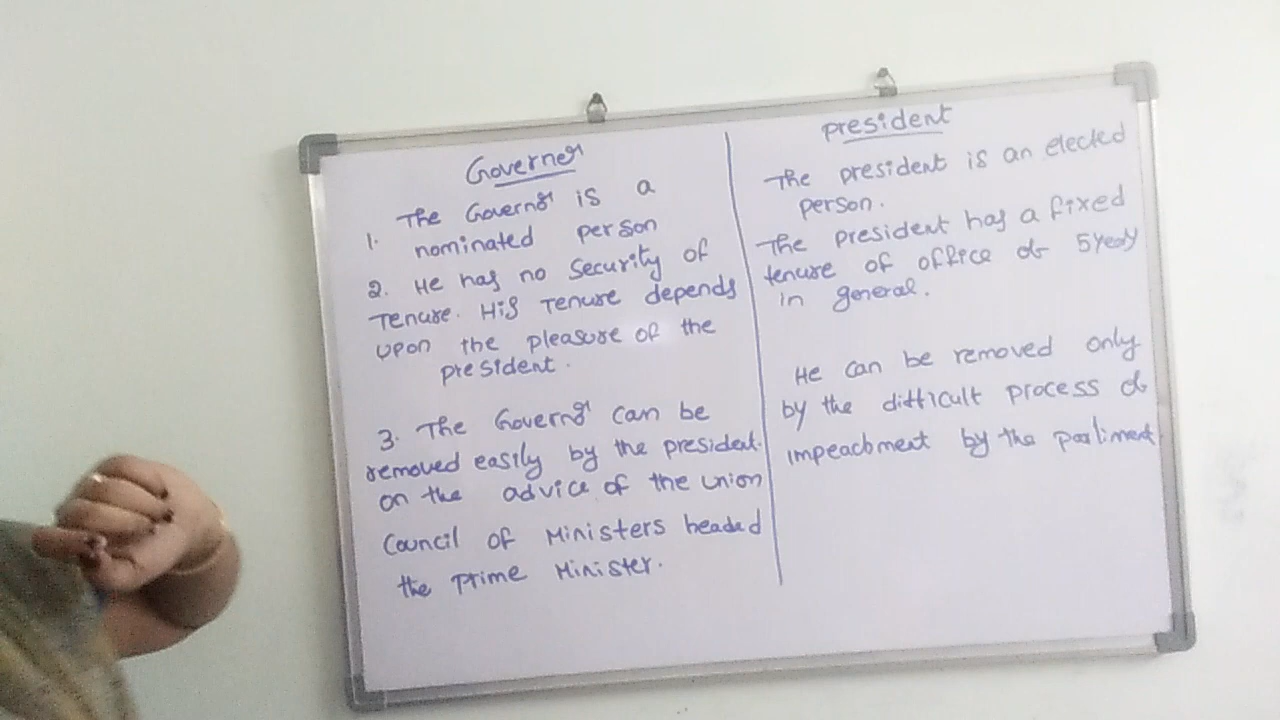 Governer
1. The Governor is a
nominated person
2. He has no Security of
Tenure. His Tenure depends
upon the pleasure of the
president.
3. The Governor can be
removed easily by the president.
on the advice of the union
Council of Ministers headed
the Prime Minister.
president
The president is an elected
person.
The president has a fixed
tenure of office of 5 years
in general.
He can be removed only
by the difficult process of
impeachment by the parliment.